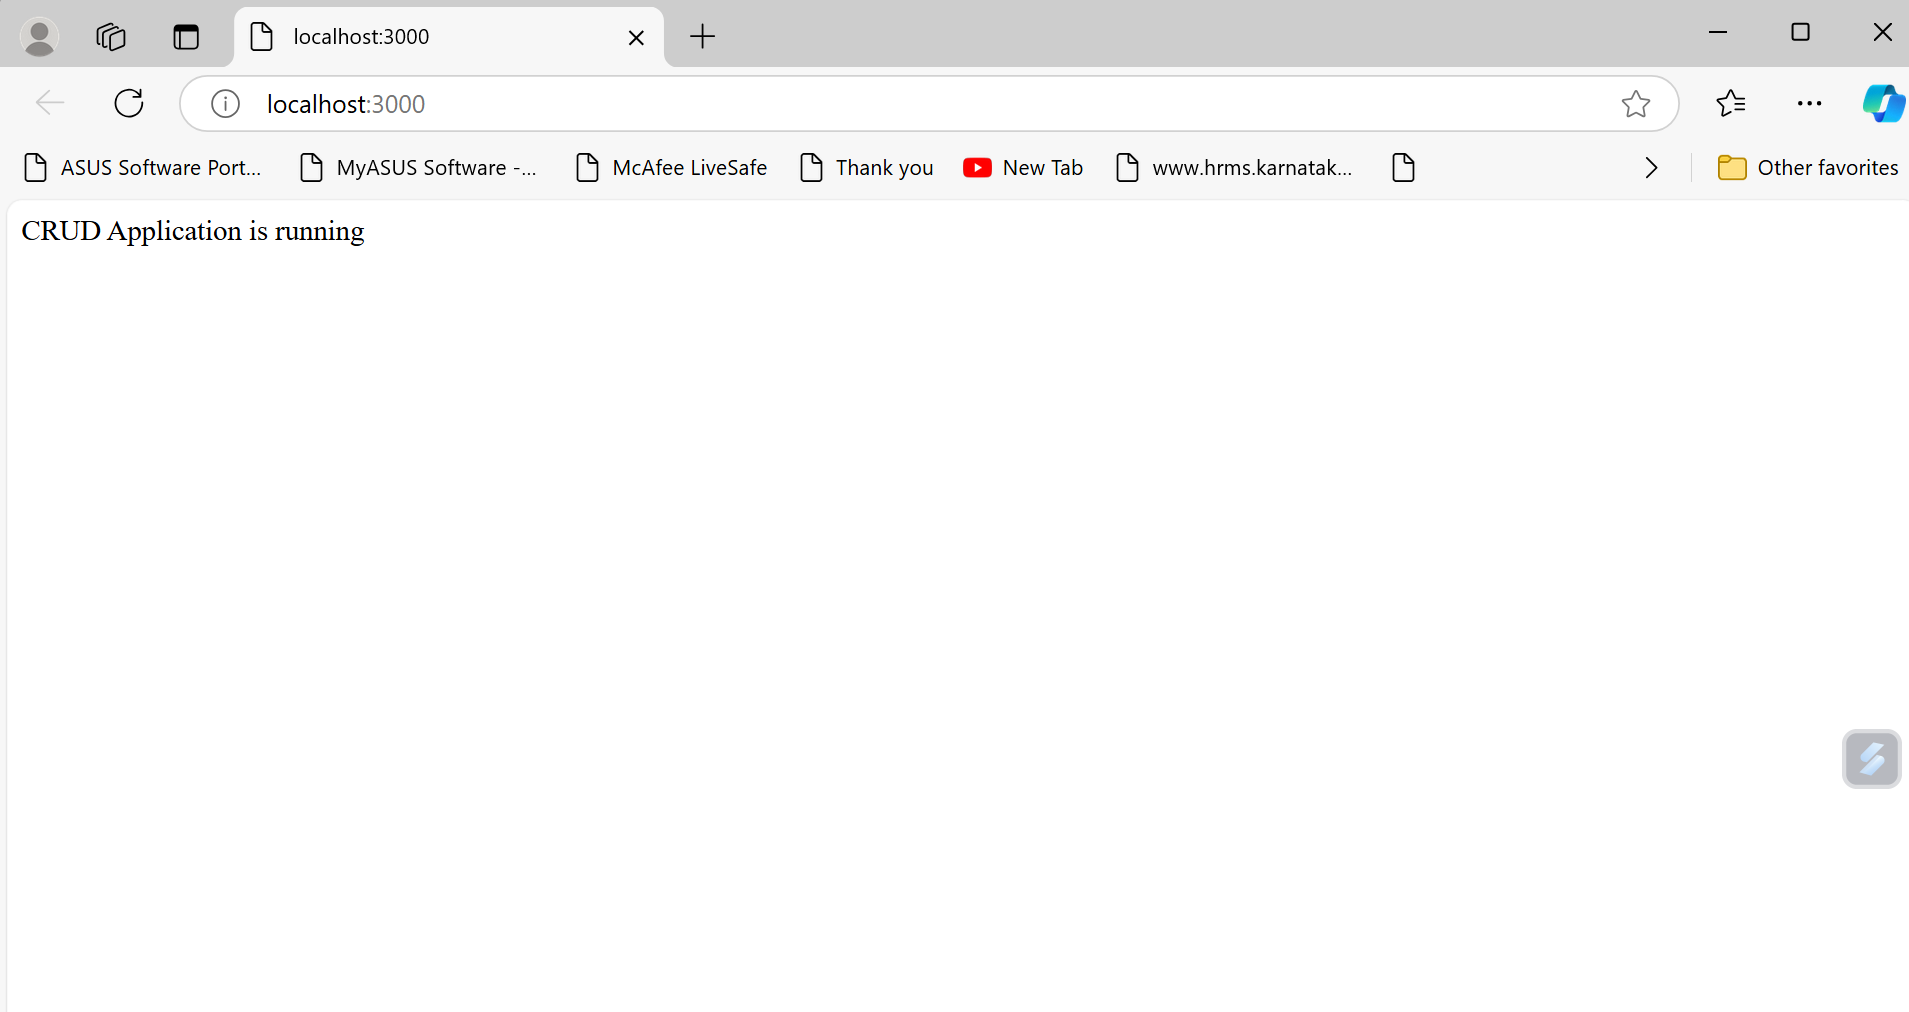 localhost:3000
localhost:3000
ASUS Software Port... MyASUS Software -... McAfee LiveSafe Thank you New Tab www.hrms.karnatak... Other favorites
CRUD Application is running